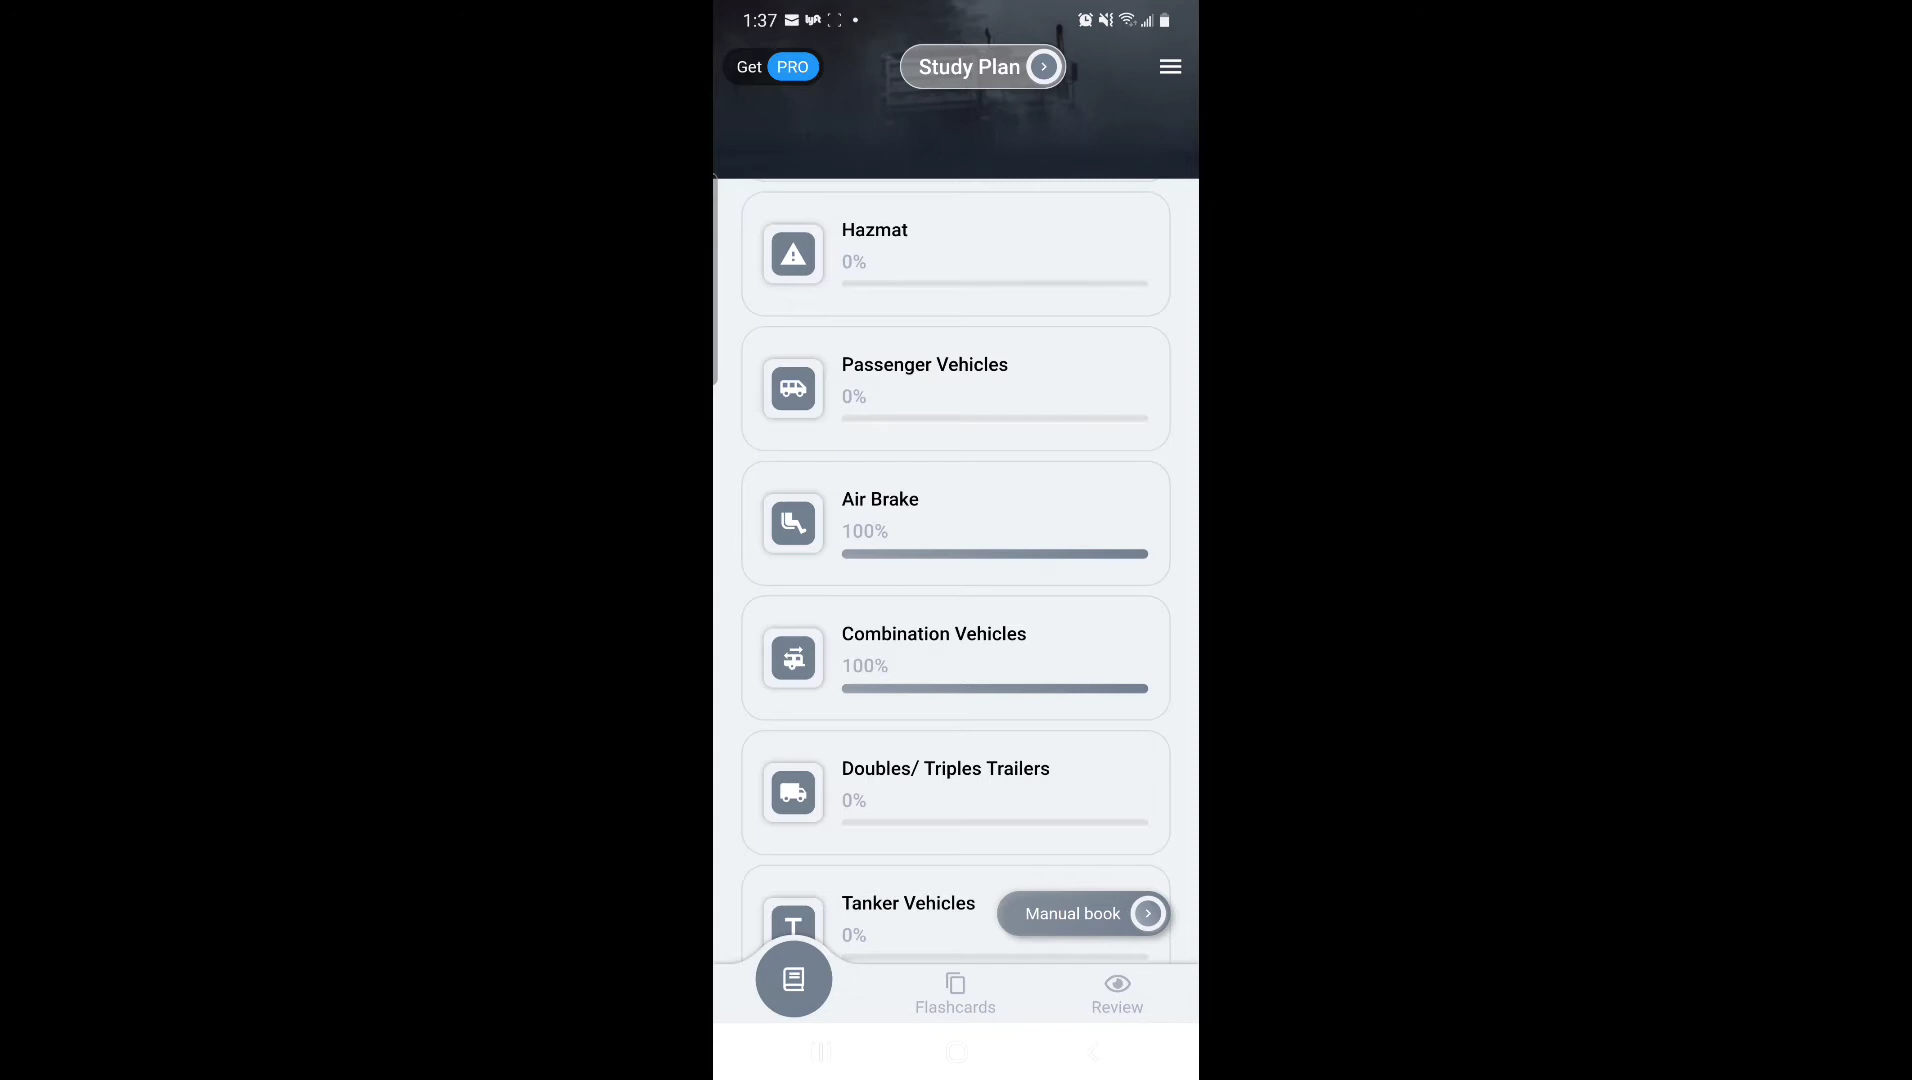 1:37 lyft
Get PRO
Study Plan
Hazmat
0%
Passenger Vehicles
0%
Air Brake
100%
Combination Vehicles
100%
Doubles/ Triples Trailers
0%
Tanker Vehicles
0%
Manual book
T
Flashcards
Review